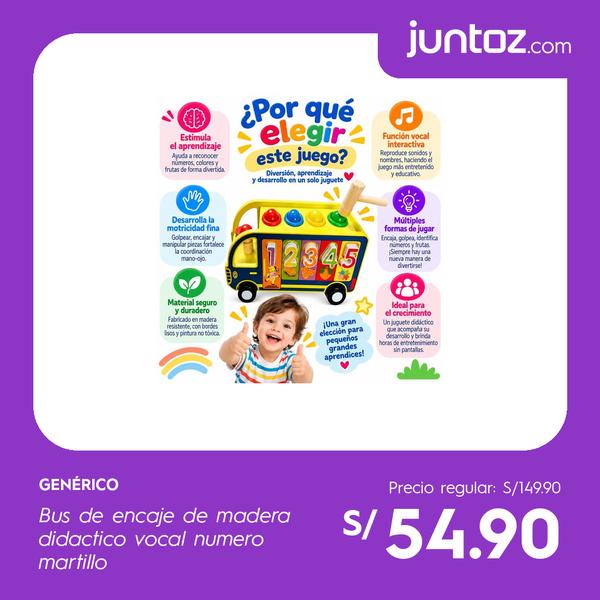 juntoz.com
¿Por qué
elegir
este juego?
Diversión, aprendizaje
y desarrollo en un solo juguete
Estimula
el aprendizaje
Ayuda a reconocer
números, colores y
frutas de forma divertida.
Desarrolla la
motricidad fina
Golpear, encajar y
manipular piezas fortalece
la coordinación
mano-ojo.
Material seguro
y duradero
Fabricado en madera
resistente, con bordes
lisos y pintura no tóxica.
Función vocal
interactiva
Reproduce sonidos y
nombres, haciendo el
juego más entretenido
y educativo.
Múltiples
formas de jugar
Encaja, golpea, identifica
números y frutas.
¡Siempre hay una
nueva manera de
divertirse!
Ideal para
el crecimiento
Un juguete didáctico
que acompaña su
desarrollo y brinda
horas de entretenimiento
sin pantallas.
1 2 3 4 5
¡Una gran
elección para
pequeños
grandes
aprendices!
GENÉRICO
Bus de encaje de madera
didactico vocal numero
martillo
Precio regular: S/149.90
S/ 54.90